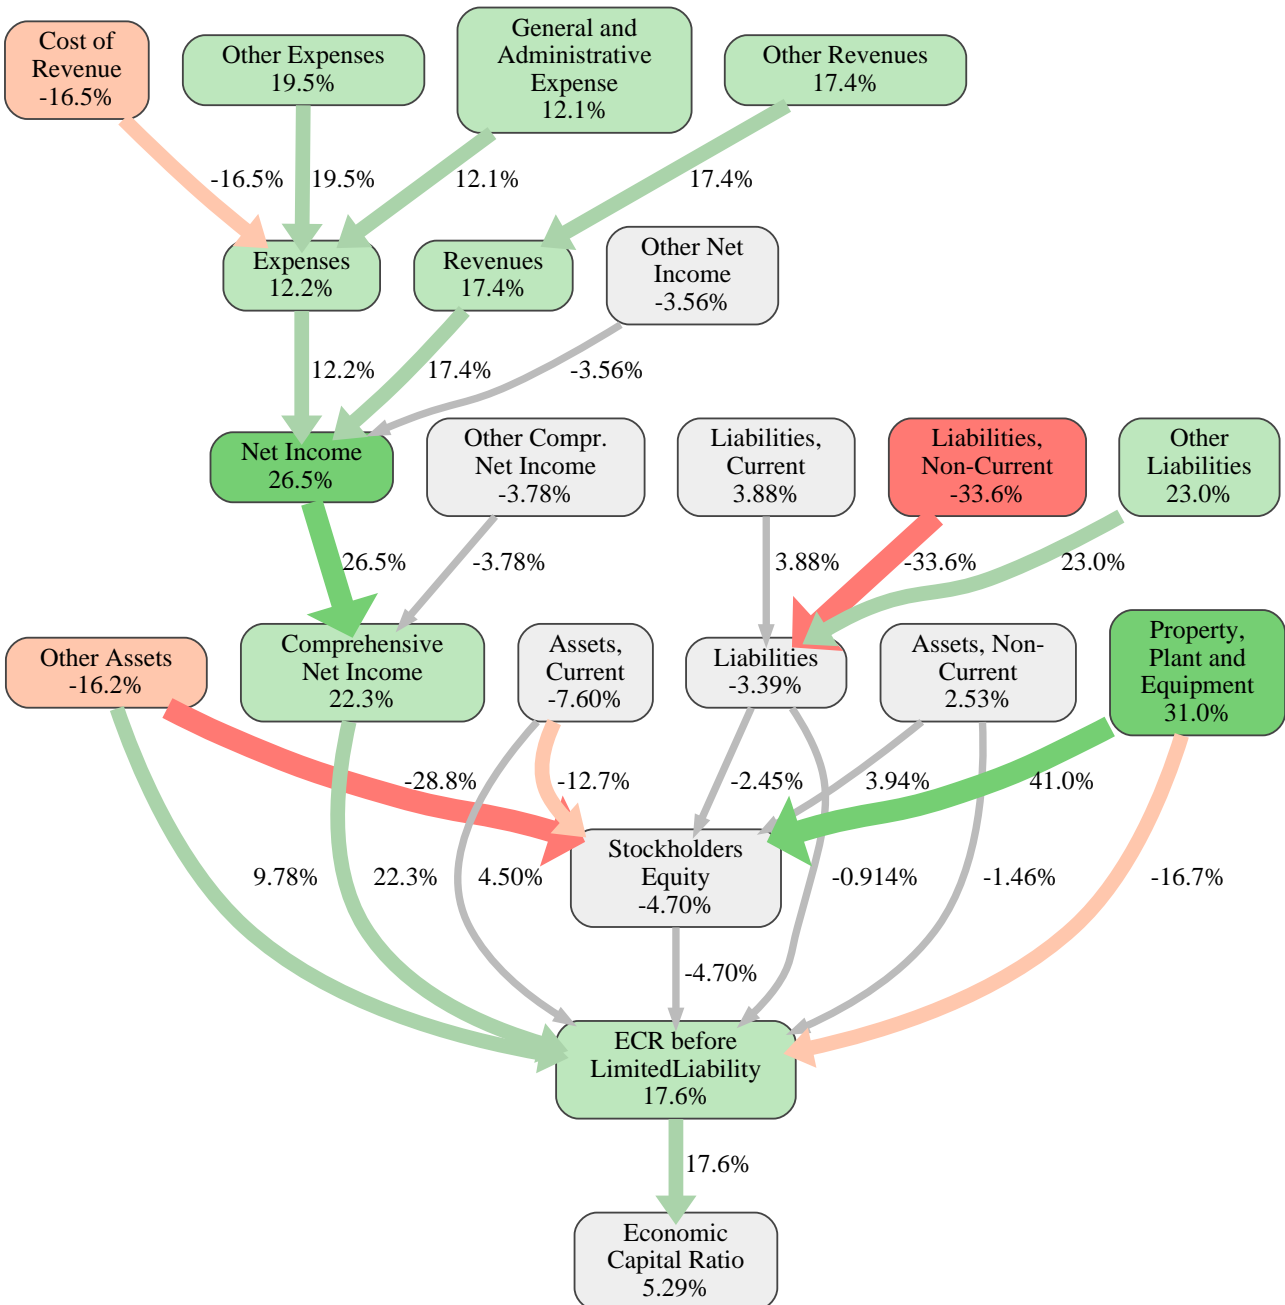 Cost of
Revenue
-16.5%
Other Expenses
19.5%
General and
Administrative
Expense
12.1%
Other Revenues
17.4%
-16.5%
19.5%
12.1%
17.4%
Expenses
12.2%
Revenues
17.4%
Other Net
Income
-3.56%
12.2%
17.4%
-3.56%
Net Income
26.5%
Other Compr.
Net Income
-3.78%
Liabilities,
Current
3.88%
Liabilities,
Non-Current
-33.6%
Other
Liabilities
23.0%
26.5%
-3.78%
3.88%
-33.6%
23.0%
Other Assets
-16.2%
Comprehensive
Net Income
22.3%
Assets,
Current
-7.60%
Liabilities
-3.39%
Assets, Non-
Current
2.53%
Property,
Plant and
Equipment
31.0%
-28.8%
-12.7%
-2.45%
3.94%
41.0%
Stockholders
Equity
-4.70%
9.78%
22.3%
4.50%
-0.914%
-1.46%
-16.7%
-4.70%
ECR before
LimitedLiability
17.6%
17.6%
Economic
Capital Ratio
5.29%